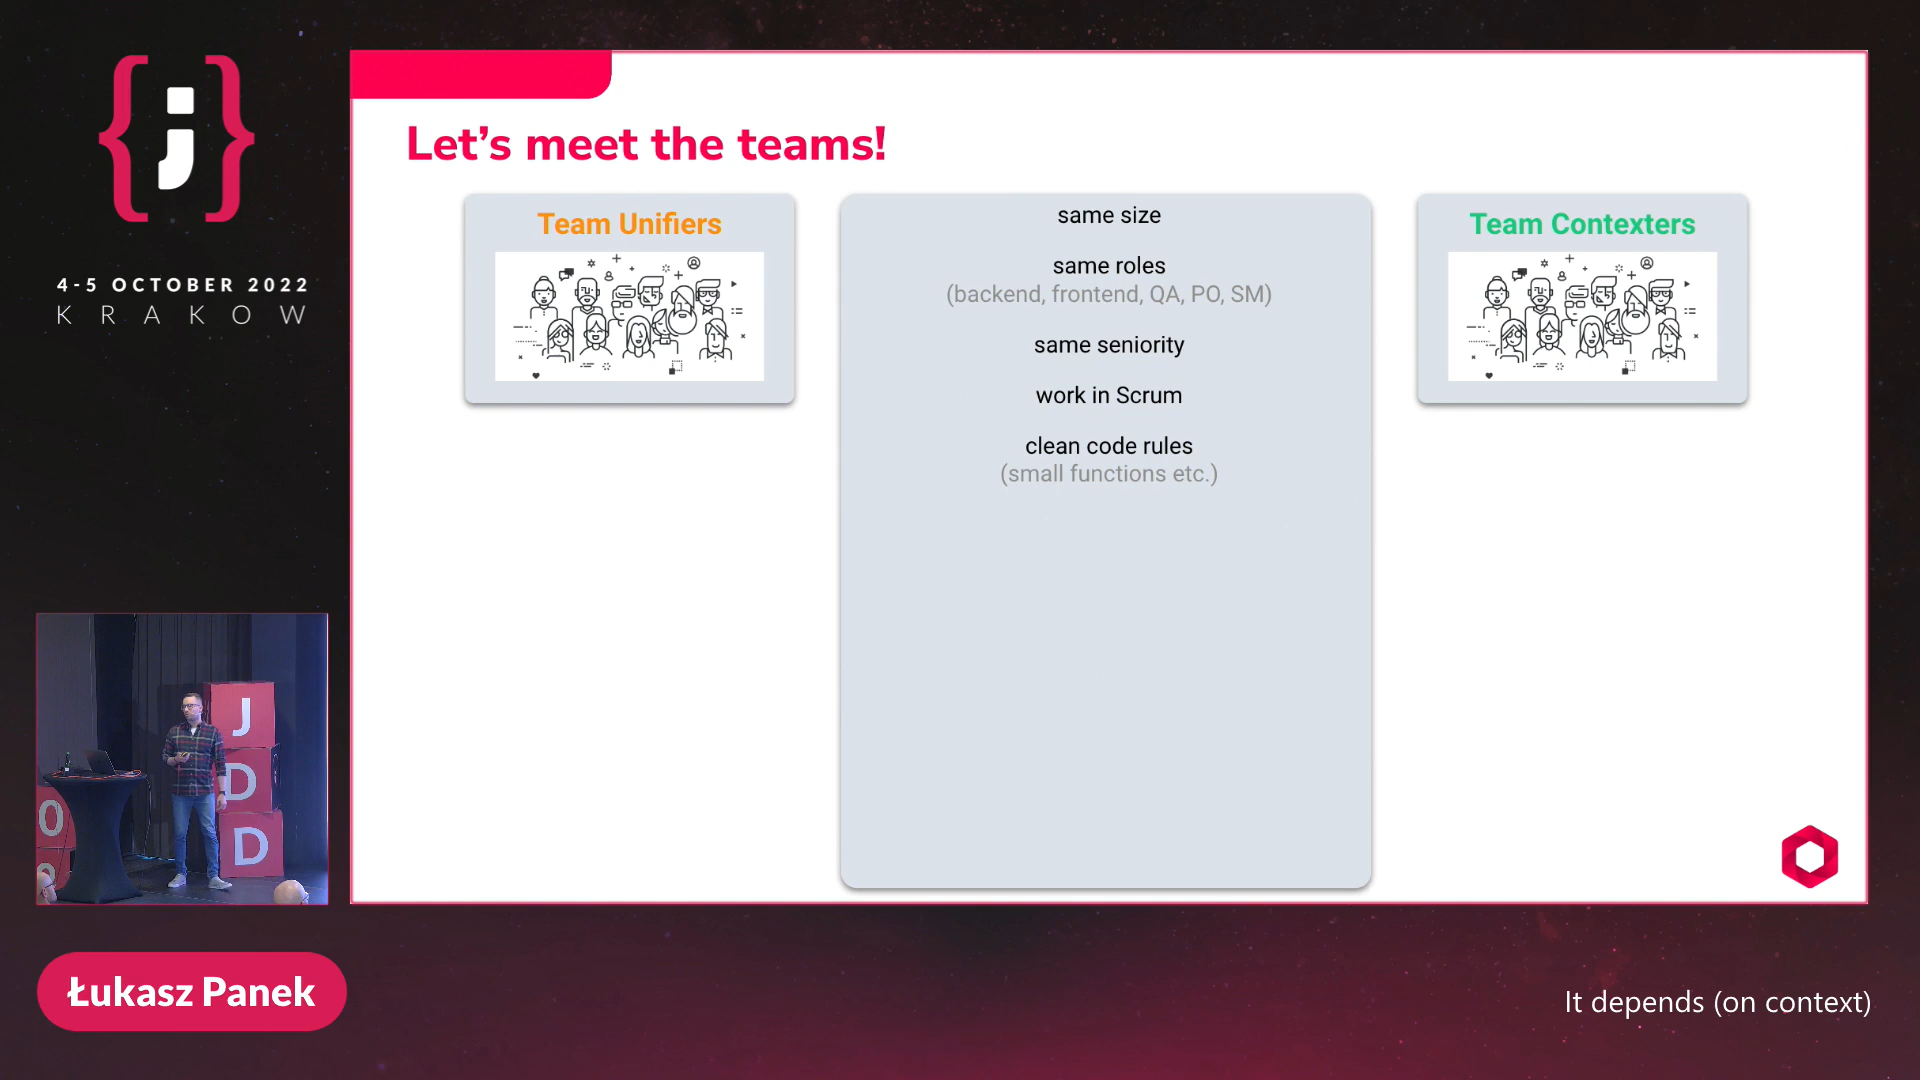 {;}
4-5 OCTOBER 2022
KRAKOW
Let's meet the teams!
Team Unifiers
same size
same roles
(backend, frontend, QA, PO, SM)
same seniority
work in Scrum
clean code rules
(small functions etc.)
Team Contexters
J
D
D
0
Łukasz Panek
It depends (on context)